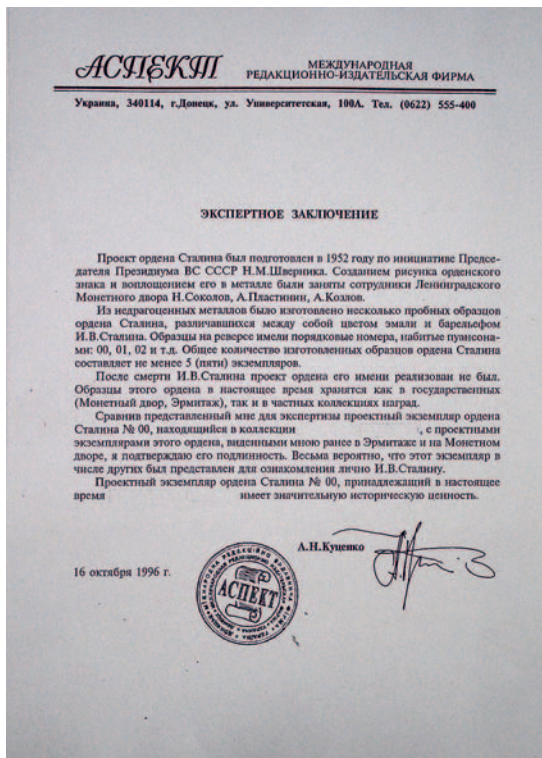 АСПЕКТ
МЕЖДУНАРОДНАЯ
РЕДАКЦИОННО-ИЗДАТЕЛЬСКАЯ ФИРМА
Украина, 340114, г.Донецк, ул. Университетская, 100А. Тел. (0622) 555-400
ЭКСПЕРТНОЕ ЗАКЛЮЧЕНИЕ
Проект ордена Сталина был подготовлен в 1952 году по инициативе Предсе-
дателя Президиума ВС СССР Н.М.Шверника. Созданием рисунка орденского
знака и воплощением его в металле были заняты сотрудники Ленинградского
Монетного двора Н.Соколов, А.Пластинин, А.Козлов.
Из недрагоценных металлов было изготовлено несколько пробных образцов
ордена Сталина, различавшихся между собой цветом эмали и барельефом
И.В.Сталина. Образцы на реверсе имели порядковые номера, набитые пуансона-
ми: 00, 01, 02 и т.д. Общее количество изготовленных образцов ордена Сталина
составляет не менее 5 (пяти) экземпляров.
После смерти И.В.Сталина проект ордена его имени реализован не был.
Образцы этого ордена в настоящее время хранятся как в государственных
(Монетный двор, Эрмитаж), так и в частных коллекциях наград.
Сравнив представленный мне для экспертизы проектный экземпляр ордена
Сталина № 00, находящийся в коллекции , с проектными
экземплярами этого ордена, виденными мною ранее в Эрмитаже и на Монетном
дворе, я подтверждаю его подлинность. Весьма вероятно, что этот экземпляр в
числе других был представлен для ознакомления лично И.В.Сталину.
Проектный экземпляр ордена Сталина № 00, принадлежащий в настоящее
время имеет значительную историческую ценность.
А.Н.Куценко
16 октября 1996 г.
АСПЕКТ